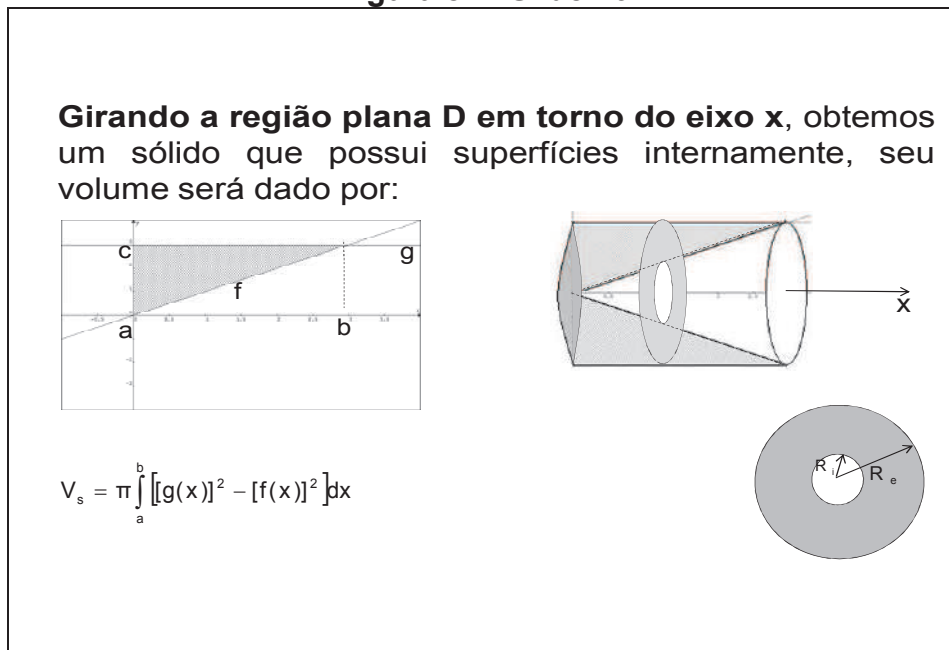 Girando a região plana D em torno do eixo x, obtemos
um sólido que possui superfícies internamente, seu
volume será dado por:
c
g
f
a
b
x
R i
R e
V s = π∫ₐᵇ [[g(x)]² – [f(x)]²]dx